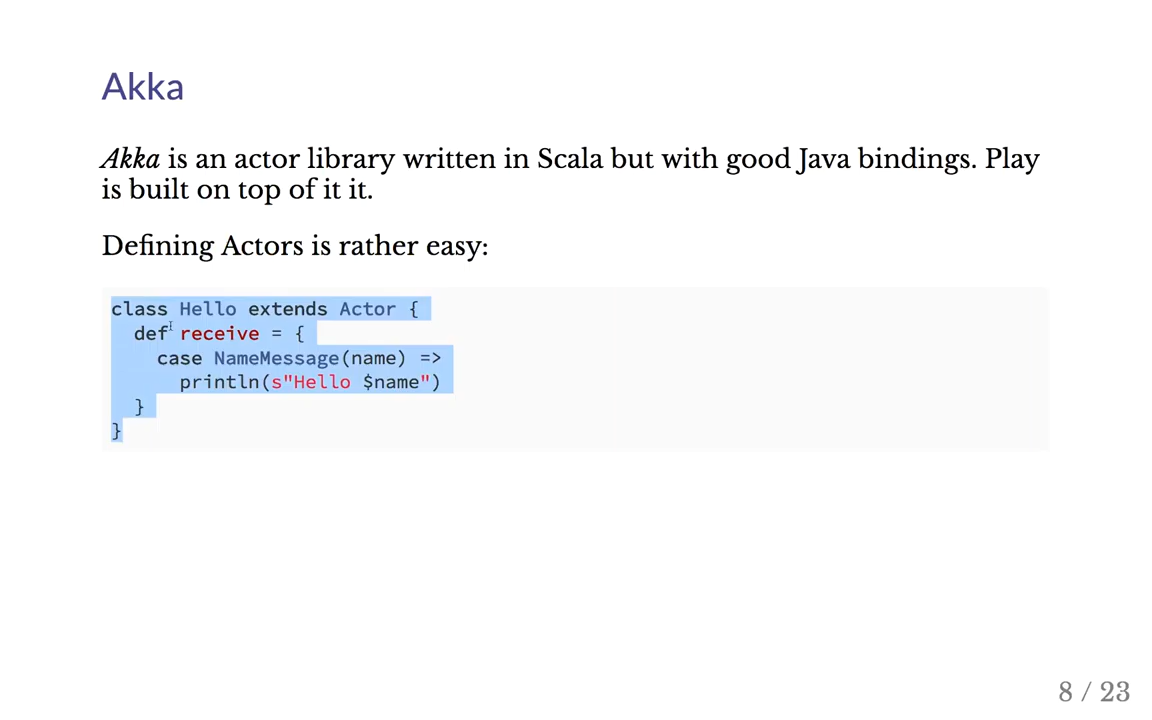 Akka
Akka is an actor library written in Scala but with good Java bindings. Play
is built on top of it it.
Defining Actors is rather easy:
class Hello extends Actor {
  def receive = {
    case NameMessage(name) =>
      println(s"Hello $name")
  }
}
8 / 23